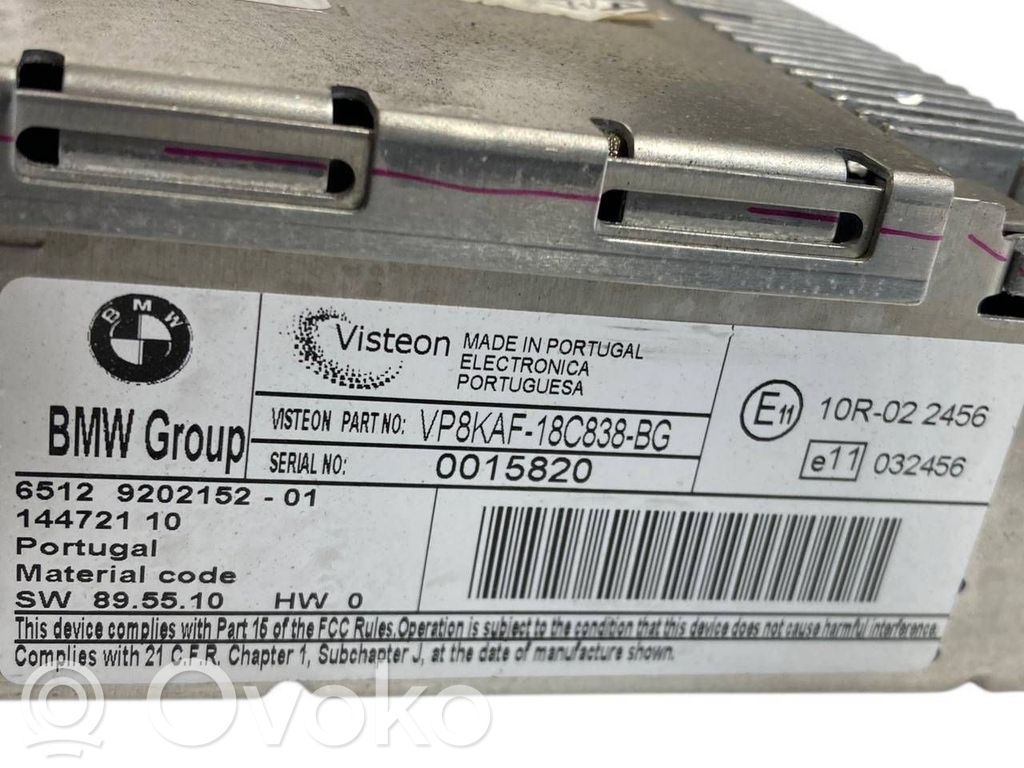 BMW
Visteon
MADE IN PORTUGAL
ELECTRONICA
PORTUGUESA
BMW Group
VISTEON PART NO: VP8KAF-18C838-BG
SERIAL NO: 0015820
E11 10R-02 2456
e11 032456
6512 9202152-01
144721 10
Portugal
Material code
SW 89.55.10 HW 0
This device complies with Part 15 of the FCC Rules. Operation is subject to the condition that this device does not cause harmful interference.
Complies with 21 C.F.R. Chapter 1, Subchapter J, at the date of manufacture shown.
Ovoko